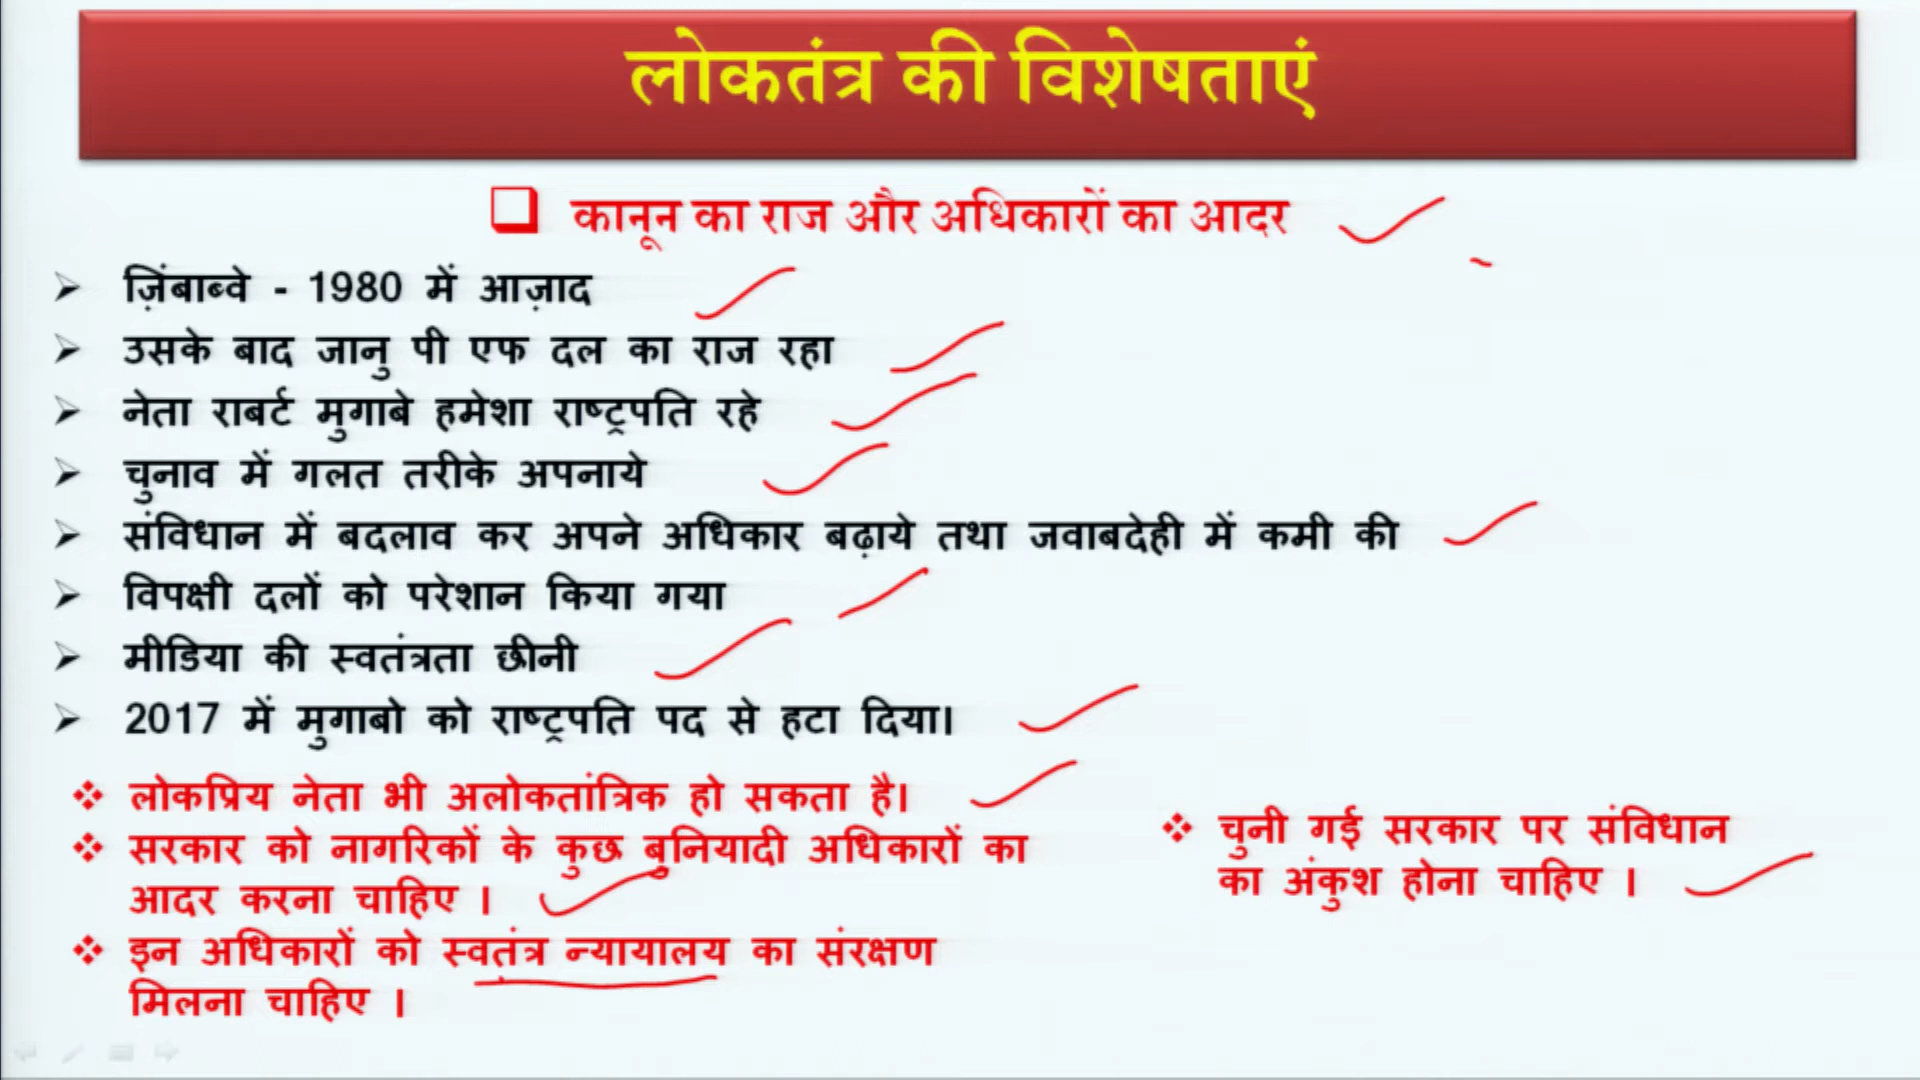 लोकतंत्र की विशेषताएं
कानून का राज और अधिकारों का आदर
ज़िंबाब्वे - 1980 में आज़ाद
उसके बाद जानु पी एफ दल का राज रहा
नेता राबर्ट मुगाबे हमेशा राष्ट्रपति रहे
चुनाव में गलत तरीके अपनाये
संविधान में बदलाव कर अपने अधिकार बढ़ाये तथा जवाबदेही में कमी की
विपक्षी दलों को परेशान किया गया
मीडिया की स्वतंत्रता छीनी
2017 में मुगाबो को राष्ट्रपति पद से हटा दिया।
लोकप्रिय नेता भी अलोकतांत्रिक हो सकता है।
सरकार को नागरिकों के कुछ बुनियादी अधिकारों का
आदर करना चाहिए ।
इन अधिकारों को स्वतंत्र न्यायालय का संरक्षण
मिलना चाहिए ।
चुनी गई सरकार पर संविधान
का अंकुश होना चाहिए ।